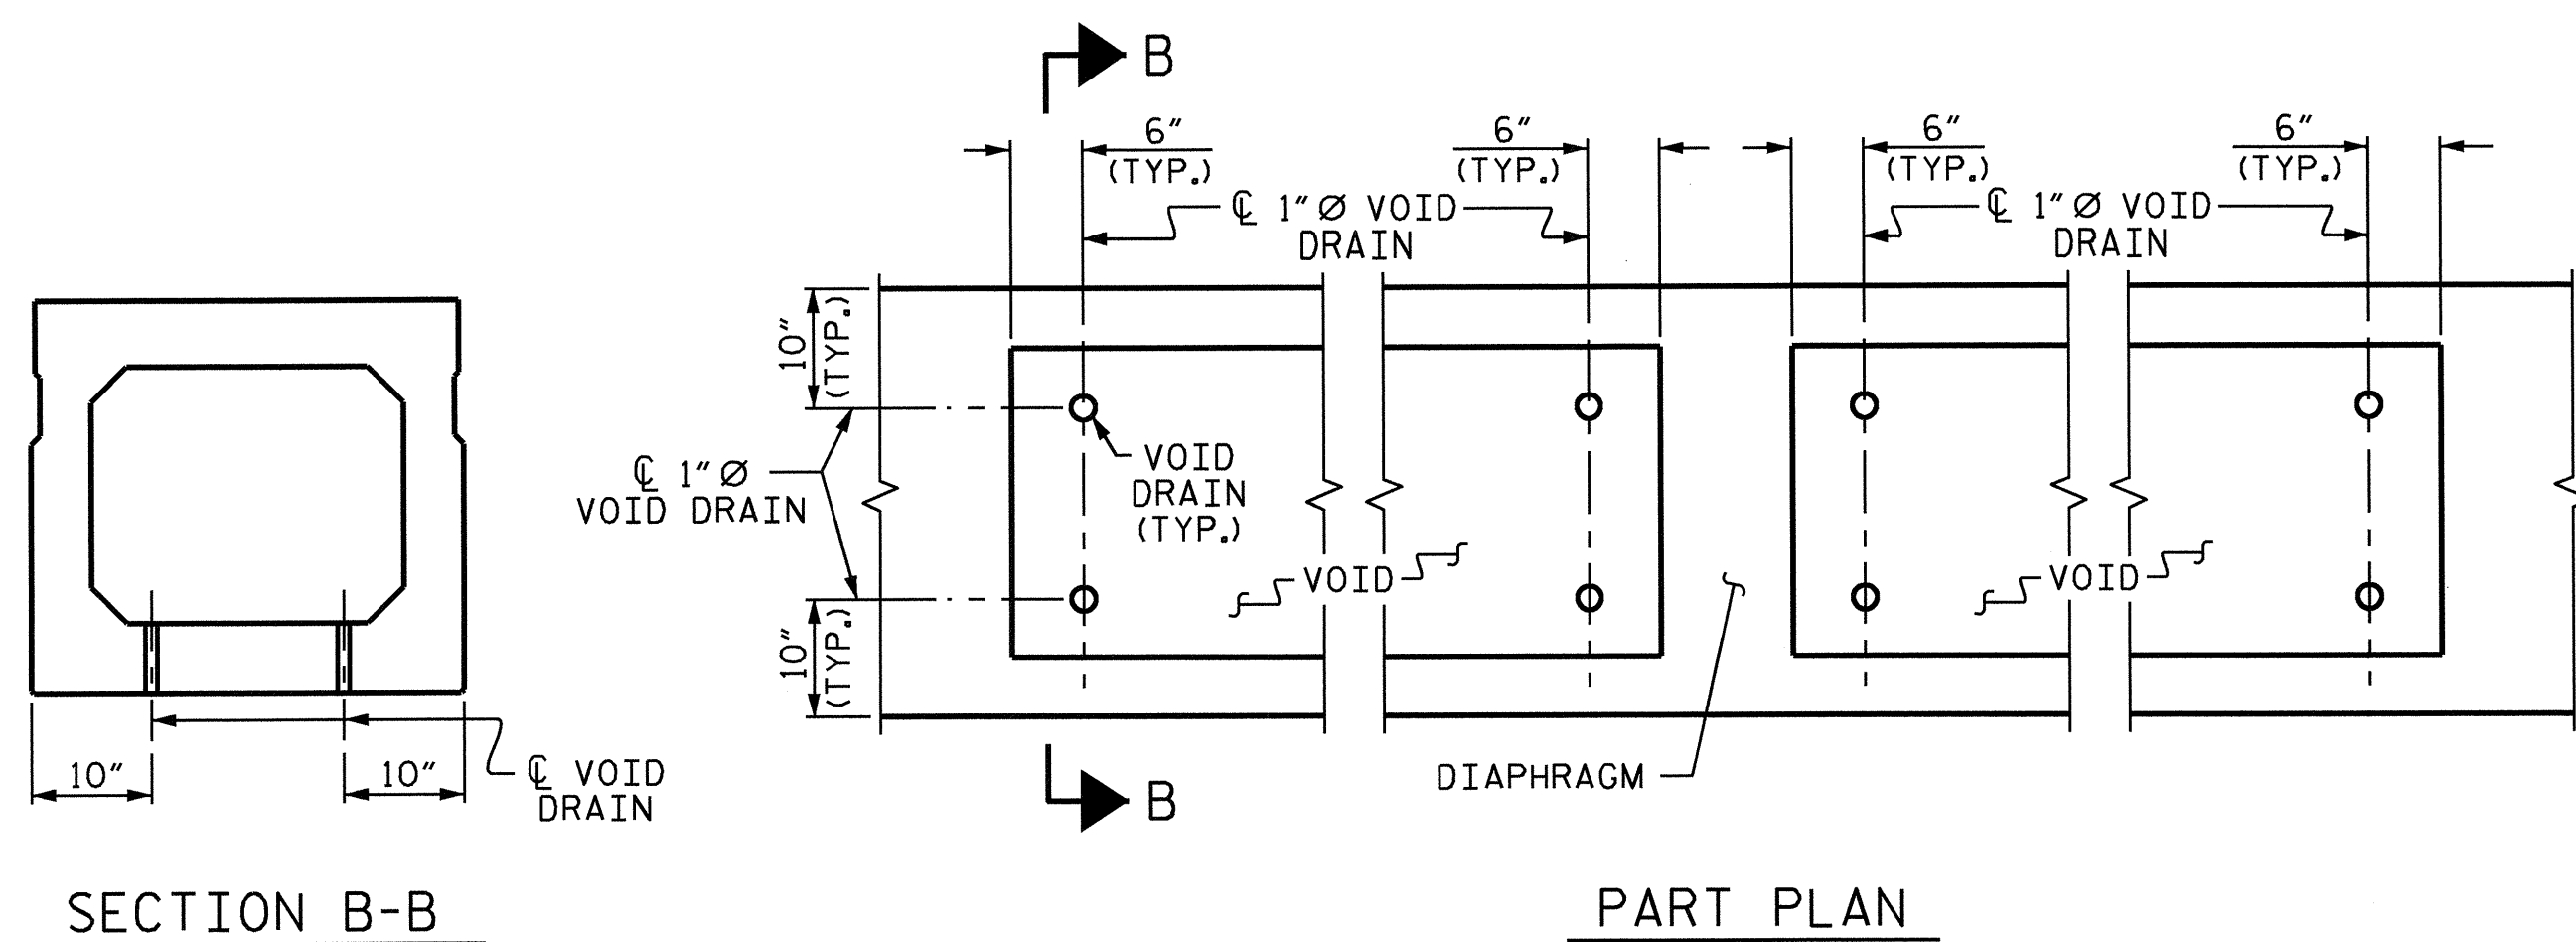 B
6" 6" 6" 6"
(TYP.) (TYP.) (TYP.) (TYP.)
℄ 1"Ø VOID
DRAIN
℄ 1"Ø VOID
DRAIN
10"
(TYP.)
℄ 1"Ø
VOID DRAIN
VOID
DRAIN
(TYP.)
VOID
VOID
10"
(TYP.)
DIAPHRAGM
B
10" 10"
℄ VOID
DRAIN
SECTION B-B
PART PLAN